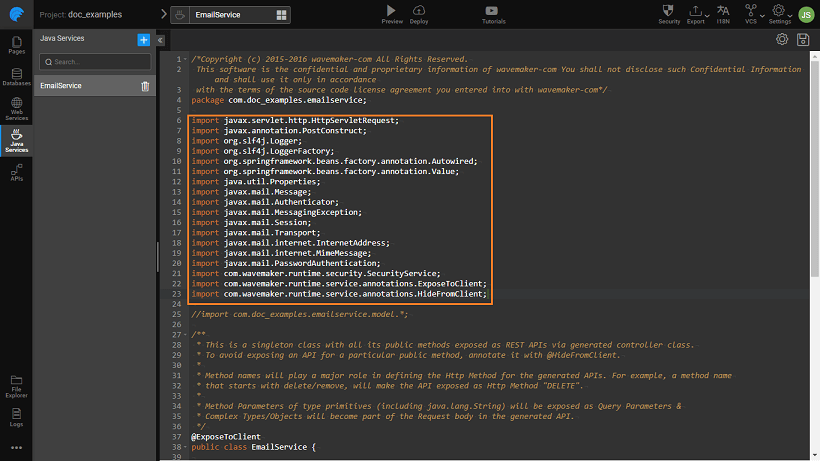 Project: doc_examples
EmailService
Preview
Deploy
Tutorials
Security
Export
I18N
VCS
Settings
JS
Pages
Databases
Web
Services
Java
Services
APIs
File
Explorer
Logs
Java Services
+
Search...
EmailService
1 /*Copyright (c) 2015-2016 wavemaker-com All Rights Reserved.
2 This software is the confidential and proprietary information of wavemaker-com You shall not disclose such Confidential Information
and shall use it only in accordance
3 with the terms of the source code license agreement you entered into with wavemaker-com*/
4 package com.doc_examples.emailservice;
5
6 import javax.servlet.http.HttpServletRequest;
7 import javax.annotation.PostConstruct;
8 import org.slf4j.Logger;
9 import org.slf4j.LoggerFactory;
10 import org.springframework.beans.factory.annotation.Autowired;
11 import org.springframework.beans.factory.annotation.Value;
12 import java.util.Properties;
13 import javax.mail.Message;
14 import javax.mail.Authenticator;
15 import javax.mail.MessagingException;
16 import javax.mail.Session;
17 import javax.mail.Transport;
18 import javax.mail.internet.InternetAddress;
19 import javax.mail.internet.MimeMessage;
20 import javax.mail.PasswordAuthentication;
21 import com.wavemaker.runtime.security.SecurityService;
22 import com.wavemaker.runtime.service.annotations.ExposeToClient;
23 import com.wavemaker.runtime.service.annotations.HideFromClient;
24
25 //import com.doc_examples.emailservice.model.*;
26
27 /**
28 * This is a singleton class with all its public methods exposed as REST APIs via generated controller class.
29 * To avoid exposing an API for a particular public method, annotate it with @HideFromClient.
30 *
31 * Method names will play a major role in defining the Http Method for the generated APIs. For example, a method name
32 * that starts with delete/remove, will make the API exposed as Http Method "DELETE".
33 *
34 * Method Parameters of type primitives (including java.lang.String) will be exposed as Query Parameters &
35 * Complex Types/Objects will become part of the Request body in the generated API.
36 */
37 @ExposeToClient
38 public class EmailService {
39